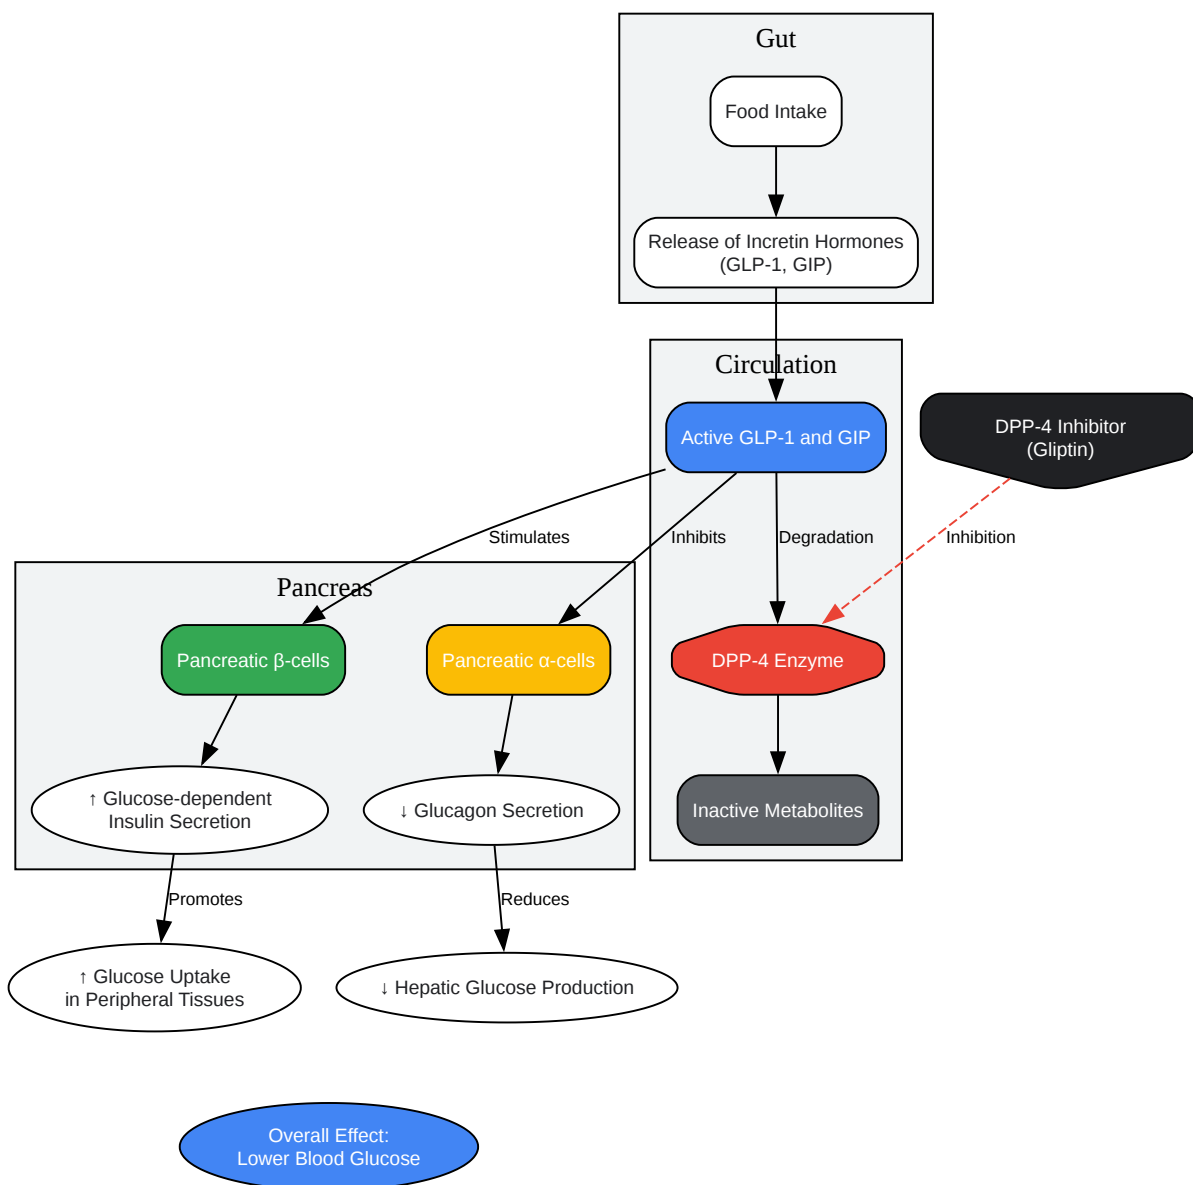 Gut
Food Intake
Release of Incretin Hormones
(GLP-1, GIP)
Circulation
Active GLP-1 and GIP
DPP-4 Inhibitor
(Gliptin)
Stimulates
Inhibits
Degradation
Inhibition
Pancreas
Pancreatic β-cells
Pancreatic α-cells
DPP-4 Enzyme
↑ Glucose-dependent
Insulin Secretion
↓ Glucagon Secretion
Inactive Metabolites
Promotes
Reduces
↑ Glucose Uptake
in Peripheral Tissues
↓ Hepatic Glucose Production
Overall Effect:
Lower Blood Glucose